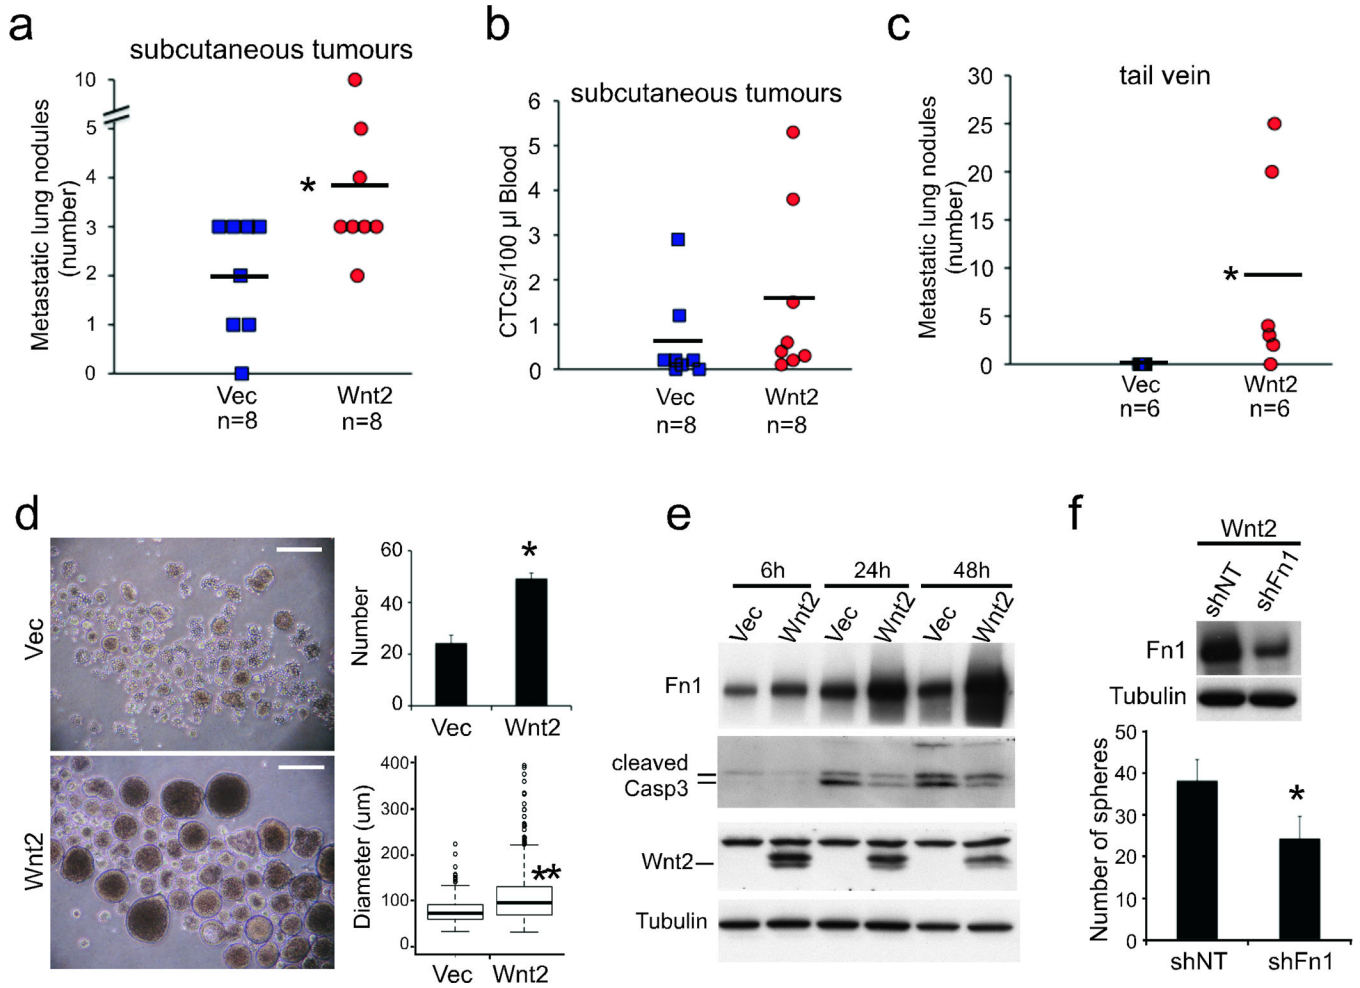 a
subcutaneous tumours
Metastatic lung nodules
(number)
10
5
4
3
2
1
0
*
Vec
n=8
Wnt2
n=8
b
subcutaneous tumours
CTCs/100 µl Blood
6
5
4
3
2
1
0
Vec
n=8
Wnt2
n=8
c
tail vein
Metastatic lung nodules
(number)
30
25
20
15
10
5
0
*
Vec
n=6
Wnt2
n=6
d
Vec
Wnt2
Number
60
40
20
0
*
Vec
Wnt2
Diameter (um)
400
300
200
100
0
**
Vec
Wnt2
e
6h
24h
48h
Vec
Wnt2
Vec
Wnt2
Vec
Wnt2
Fn1
cleaved
Casp3
Wnt2
Tubulin
f
Wnt2
shNT
shFn1
Fn1
Tubulin
Number of spheres
50
40
30
20
10
0
*
shNT
shFn1